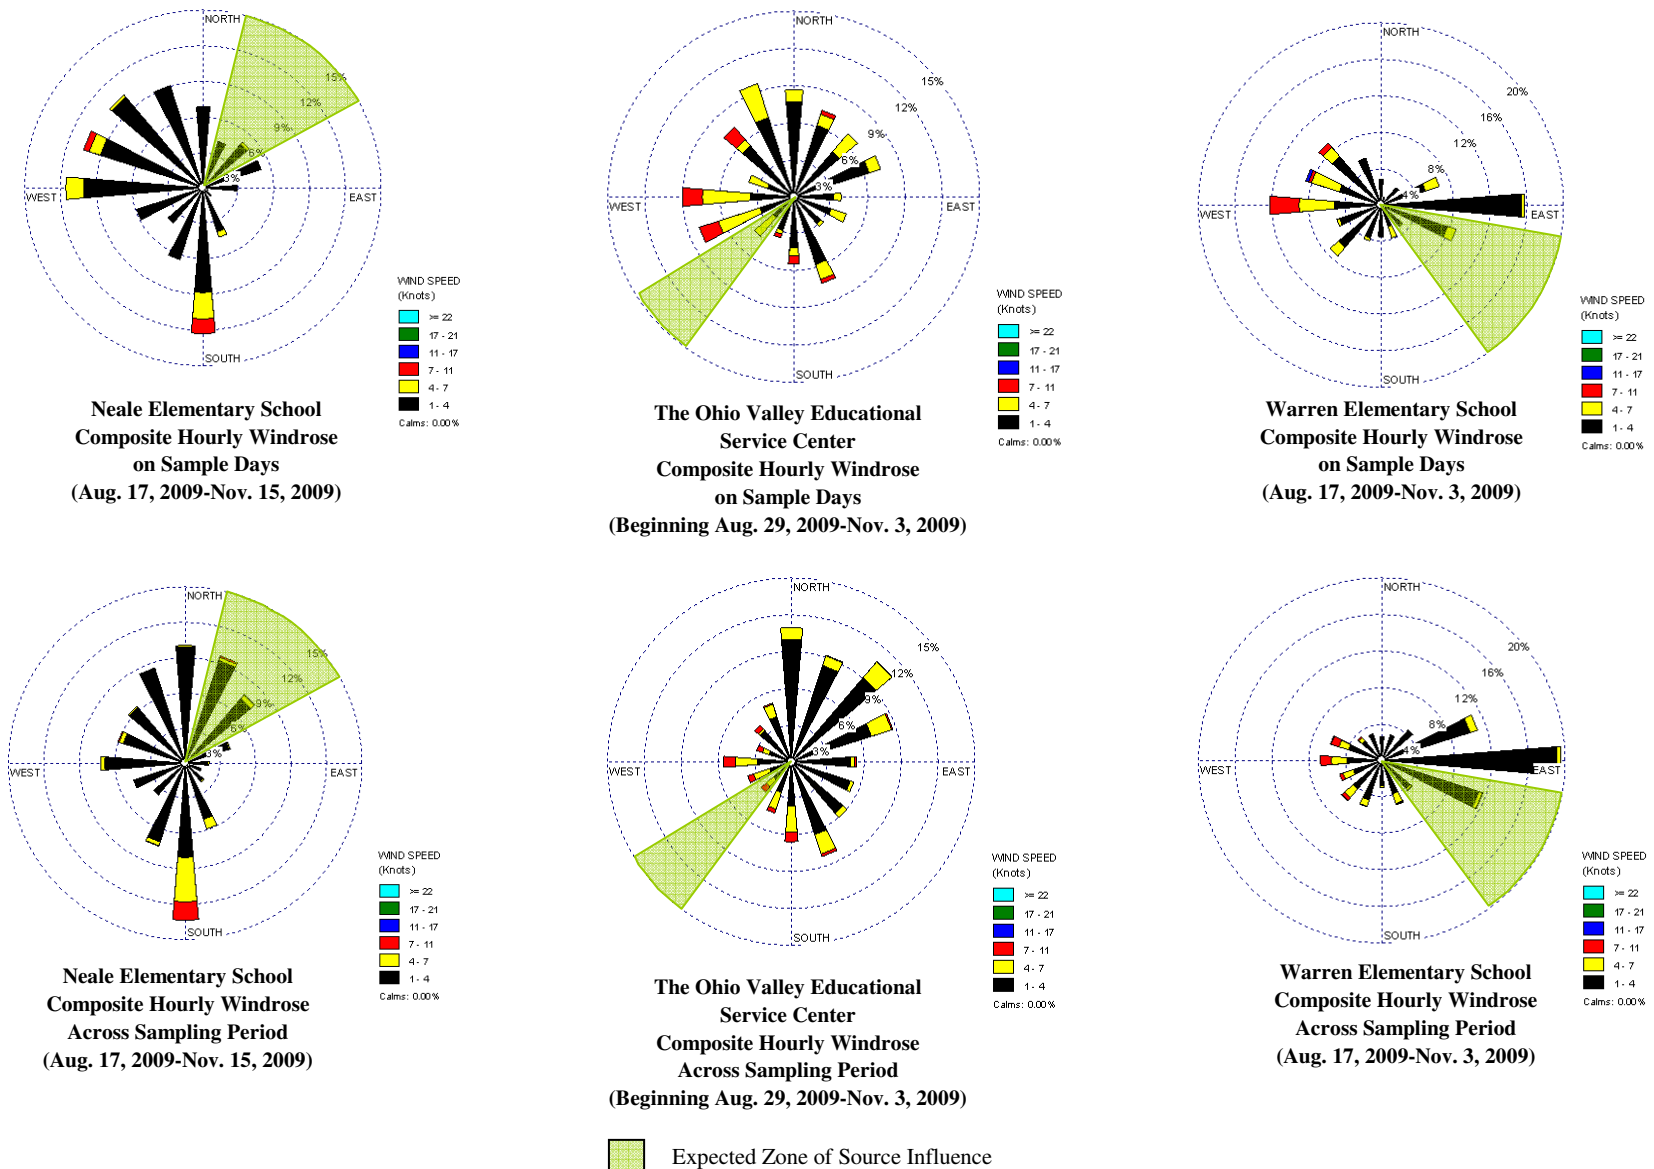 NORTH
15%
12%
9%
6%
3%
WEST
EAST
SOUTH
WIND SPEED
(Knots)
>= 22
17 - 21
11 - 17
7 - 11
4 - 7
1 - 4
Calms: 0.00%
Neale Elementary School
Composite Hourly Windrose
on Sample Days
(Aug. 17, 2009-Nov. 15, 2009)
NORTH
15%
12%
9%
6%
3%
WEST
EAST
SOUTH
WIND SPEED
(Knots)
>= 22
17 - 21
11 - 17
7 - 11
4 - 7
1 - 4
Calms: 0.00%
The Ohio Valley Educational
Service Center
Composite Hourly Windrose
on Sample Days
(Beginning Aug. 29, 2009-Nov. 3, 2009)
NORTH
20%
16%
12%
8%
4%
WEST
EAST
SOUTH
WIND SPEED
(Knots)
>= 22
17 - 21
11 - 17
7 - 11
4 - 7
1 - 4
Calms: 0.00%
Warren Elementary School
Composite Hourly Windrose
on Sample Days
(Aug. 17, 2009-Nov. 3, 2009)
NORTH
15%
12%
9%
6%
3%
WEST
EAST
SOUTH
WIND SPEED
(Knots)
>= 22
17 - 21
11 - 17
7 - 11
4 - 7
1 - 4
Calms: 0.00%
Neale Elementary School
Composite Hourly Windrose
Across Sampling Period
(Aug. 17, 2009-Nov. 15, 2009)
NORTH
15%
12%
9%
6%
3%
WEST
EAST
SOUTH
WIND SPEED
(Knots)
>= 22
17 - 21
11 - 17
7 - 11
4 - 7
1 - 4
Calms: 0.00%
The Ohio Valley Educational
Service Center
Composite Hourly Windrose
Across Sampling Period
(Beginning Aug. 29, 2009-Nov. 3, 2009)
NORTH
20%
16%
12%
8%
4%
WEST
EAST
SOUTH
WIND SPEED
(Knots)
>= 22
17 - 21
11 - 17
7 - 11
4 - 7
1 - 4
Calms: 0.00%
Warren Elementary School
Composite Hourly Windrose
Across Sampling Period
(Aug. 17, 2009-Nov. 3, 2009)
Expected Zone of Source Influence